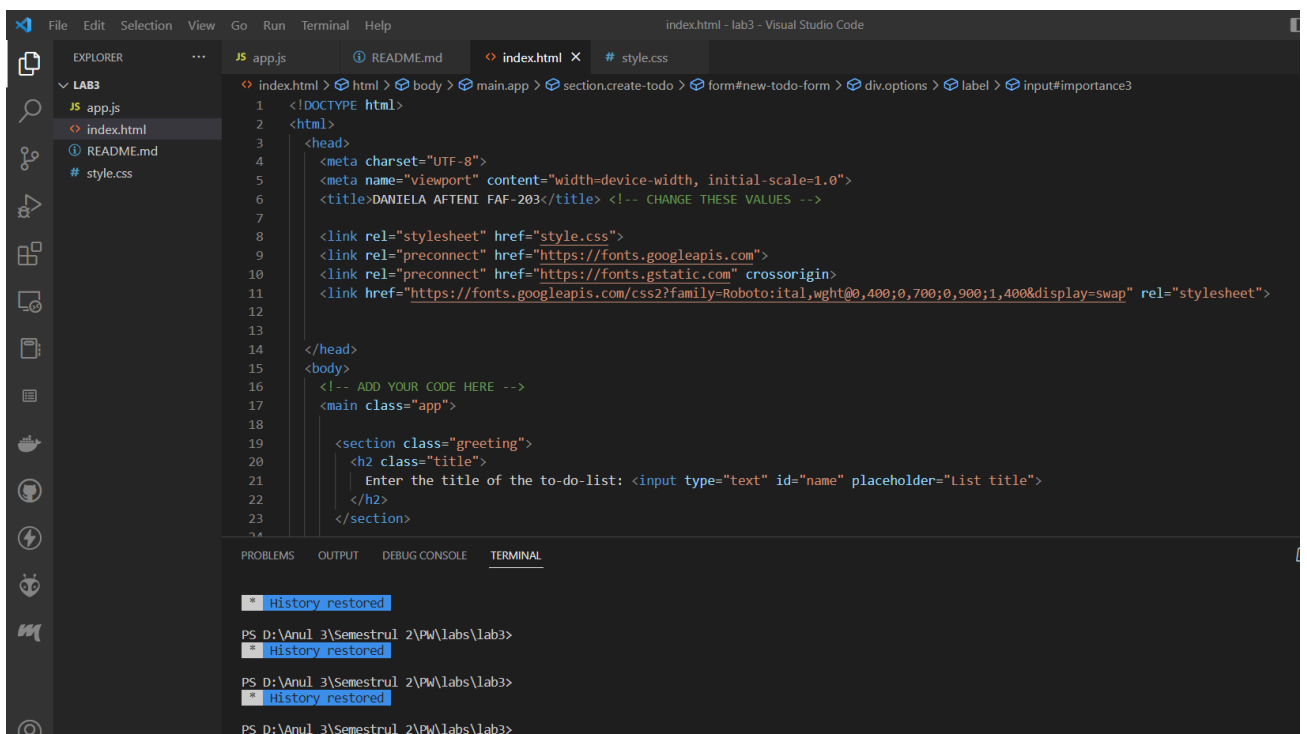 File Edit Selection View Go Run Terminal Help index.html - lab3 - Visual Studio Code
EXPLORER ··· JS app.js README.md <> index.html × # style.css
LAB3 <> index.html > html > body > main.app > section.create-todo > form#new-todo-form > div.options > label > input#importance3
JS app.js
<> index.html
README.md
# style.css
1 <!DOCTYPE html>
2 <html>
3 <head>
4 <meta charset="UTF-8">
5 <meta name="viewport" content="width=device-width, initial-scale=1.0">
6 <title>DANIELA AFTENI FAF-203</title> <!-- CHANGE THESE VALUES -->
7
8 <link rel="stylesheet" href="style.css">
9 <link rel="preconnect" href="https://fonts.googleapis.com">
10 <link rel="preconnect" href="https://fonts.gstatic.com" crossorigin>
11 <link href="https://fonts.googleapis.com/css2?family=Roboto:ital,wght@0,400;0,700;0,900;1,400&display=swap" rel="stylesheet">
12
13
14 </head>
15 <body>
16 <!-- ADD YOUR CODE HERE -->
17 <main class="app">
18
19 <section class="greeting">
20 <h2 class="title">
21 Enter the title of the to-do-list: <input type="text" id="name" placeholder="List title">
22 </h2>
23 </section>
24
PROBLEMS OUTPUT DEBUG CONSOLE TERMINAL
* History restored
PS D:\Anul 3\Semestrul 2\PW\labs\lab3>
* History restored
PS D:\Anul 3\Semestrul 2\PW\labs\lab3>
* History restored
PS D:\Anul 3\Semestrul 2\PW\labs\lab3>